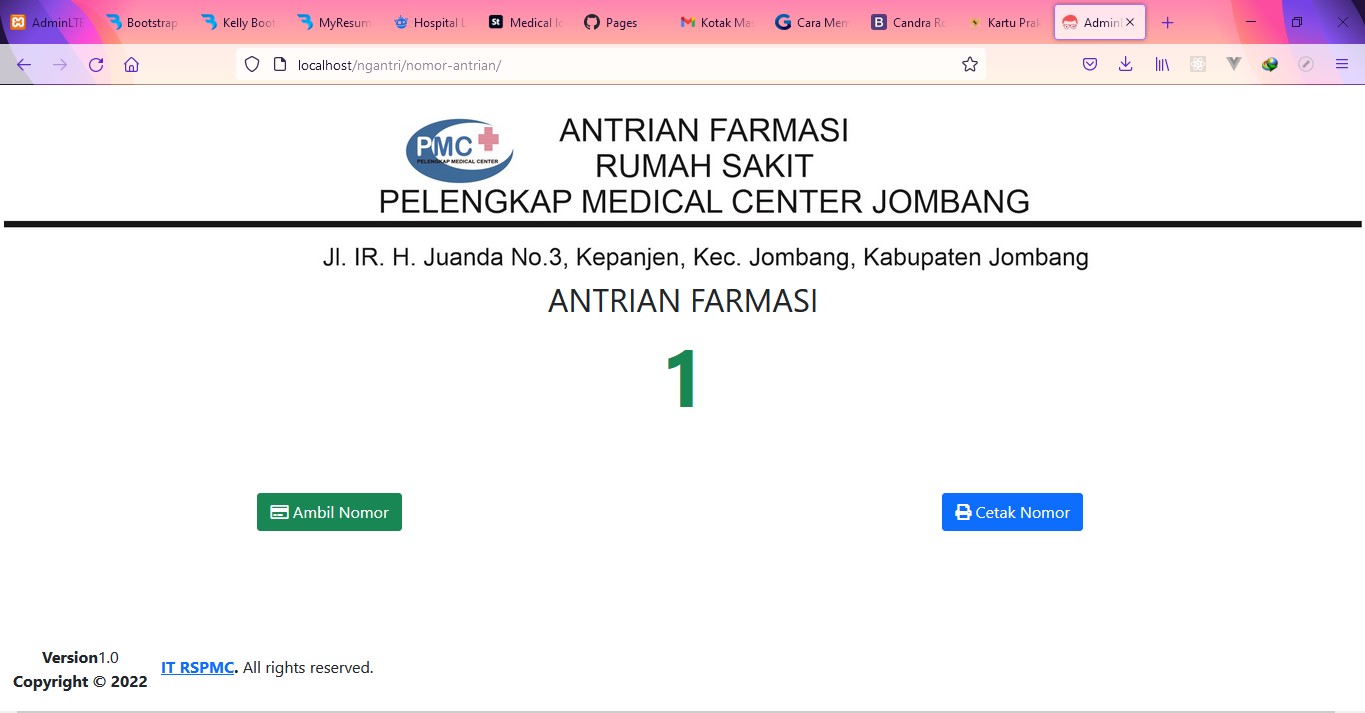 AdminLTE
Bootstrap
Kelly Boot
MyResum
Hospital L
Medical Ic
Pages
Kotak Mas
Cara Mem
Candra Ro
Kartu Prak
AdminL
localhost/ngantri/nomor-antrian/
PMC
PELENGKAP MEDICAL CENTER
ANTRIAN FARMASI
RUMAH SAKIT
PELENGKAP MEDICAL CENTER JOMBANG
Jl. IR. H. Juanda No.3, Kepanjen, Kec. Jombang, Kabupaten Jombang
ANTRIAN FARMASI
1
Ambil Nomor
Cetak Nomor
Version1.0
Copyright © 2022
IT RSPMC. All rights reserved.